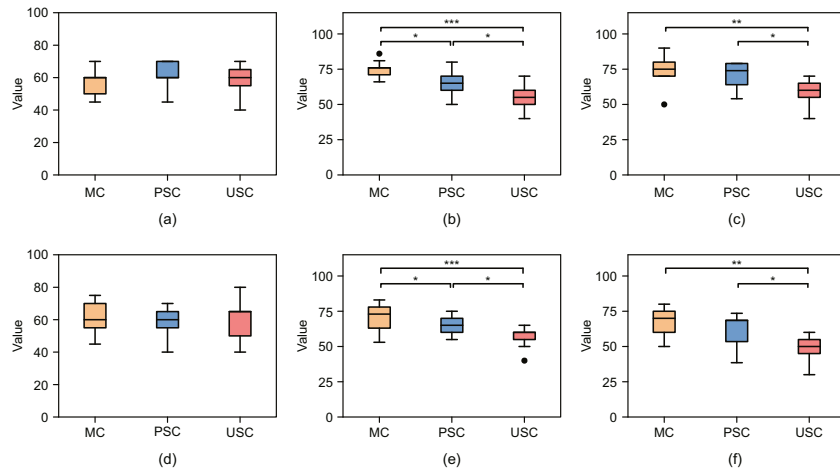 100
80
60
40
20
0
Value
MC
PSC
USC
(a)
100
75
50
25
0
Value
***
*
*
MC
PSC
USC
(b)
100
75
50
25
0
Value
**
*
MC
PSC
USC
(c)
100
80
60
40
20
0
Value
MC
PSC
USC
(d)
100
75
50
25
0
Value
***
*
*
MC
PSC
USC
(e)
100
75
50
25
0
Value
**
*
MC
PSC
USC
(f)